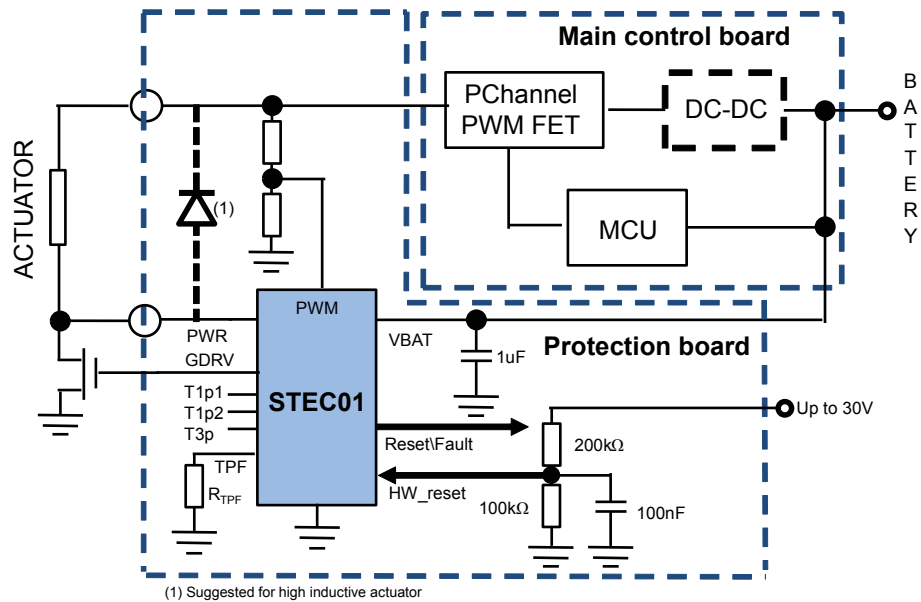 Main control board
PChannel
PWM FET
DC-DC
MCU
BATTERY
ACTUATOR
(1)
PWM
PWR
VBAT
GDRV
1uF
Protection board
T1p1
T1p2
T3p
STEC01
Reset\Fault
Up to 30V
200kΩ
TPF
HW_reset
RTPF
100kΩ
100nF
(1) Suggested for high inductive actuator